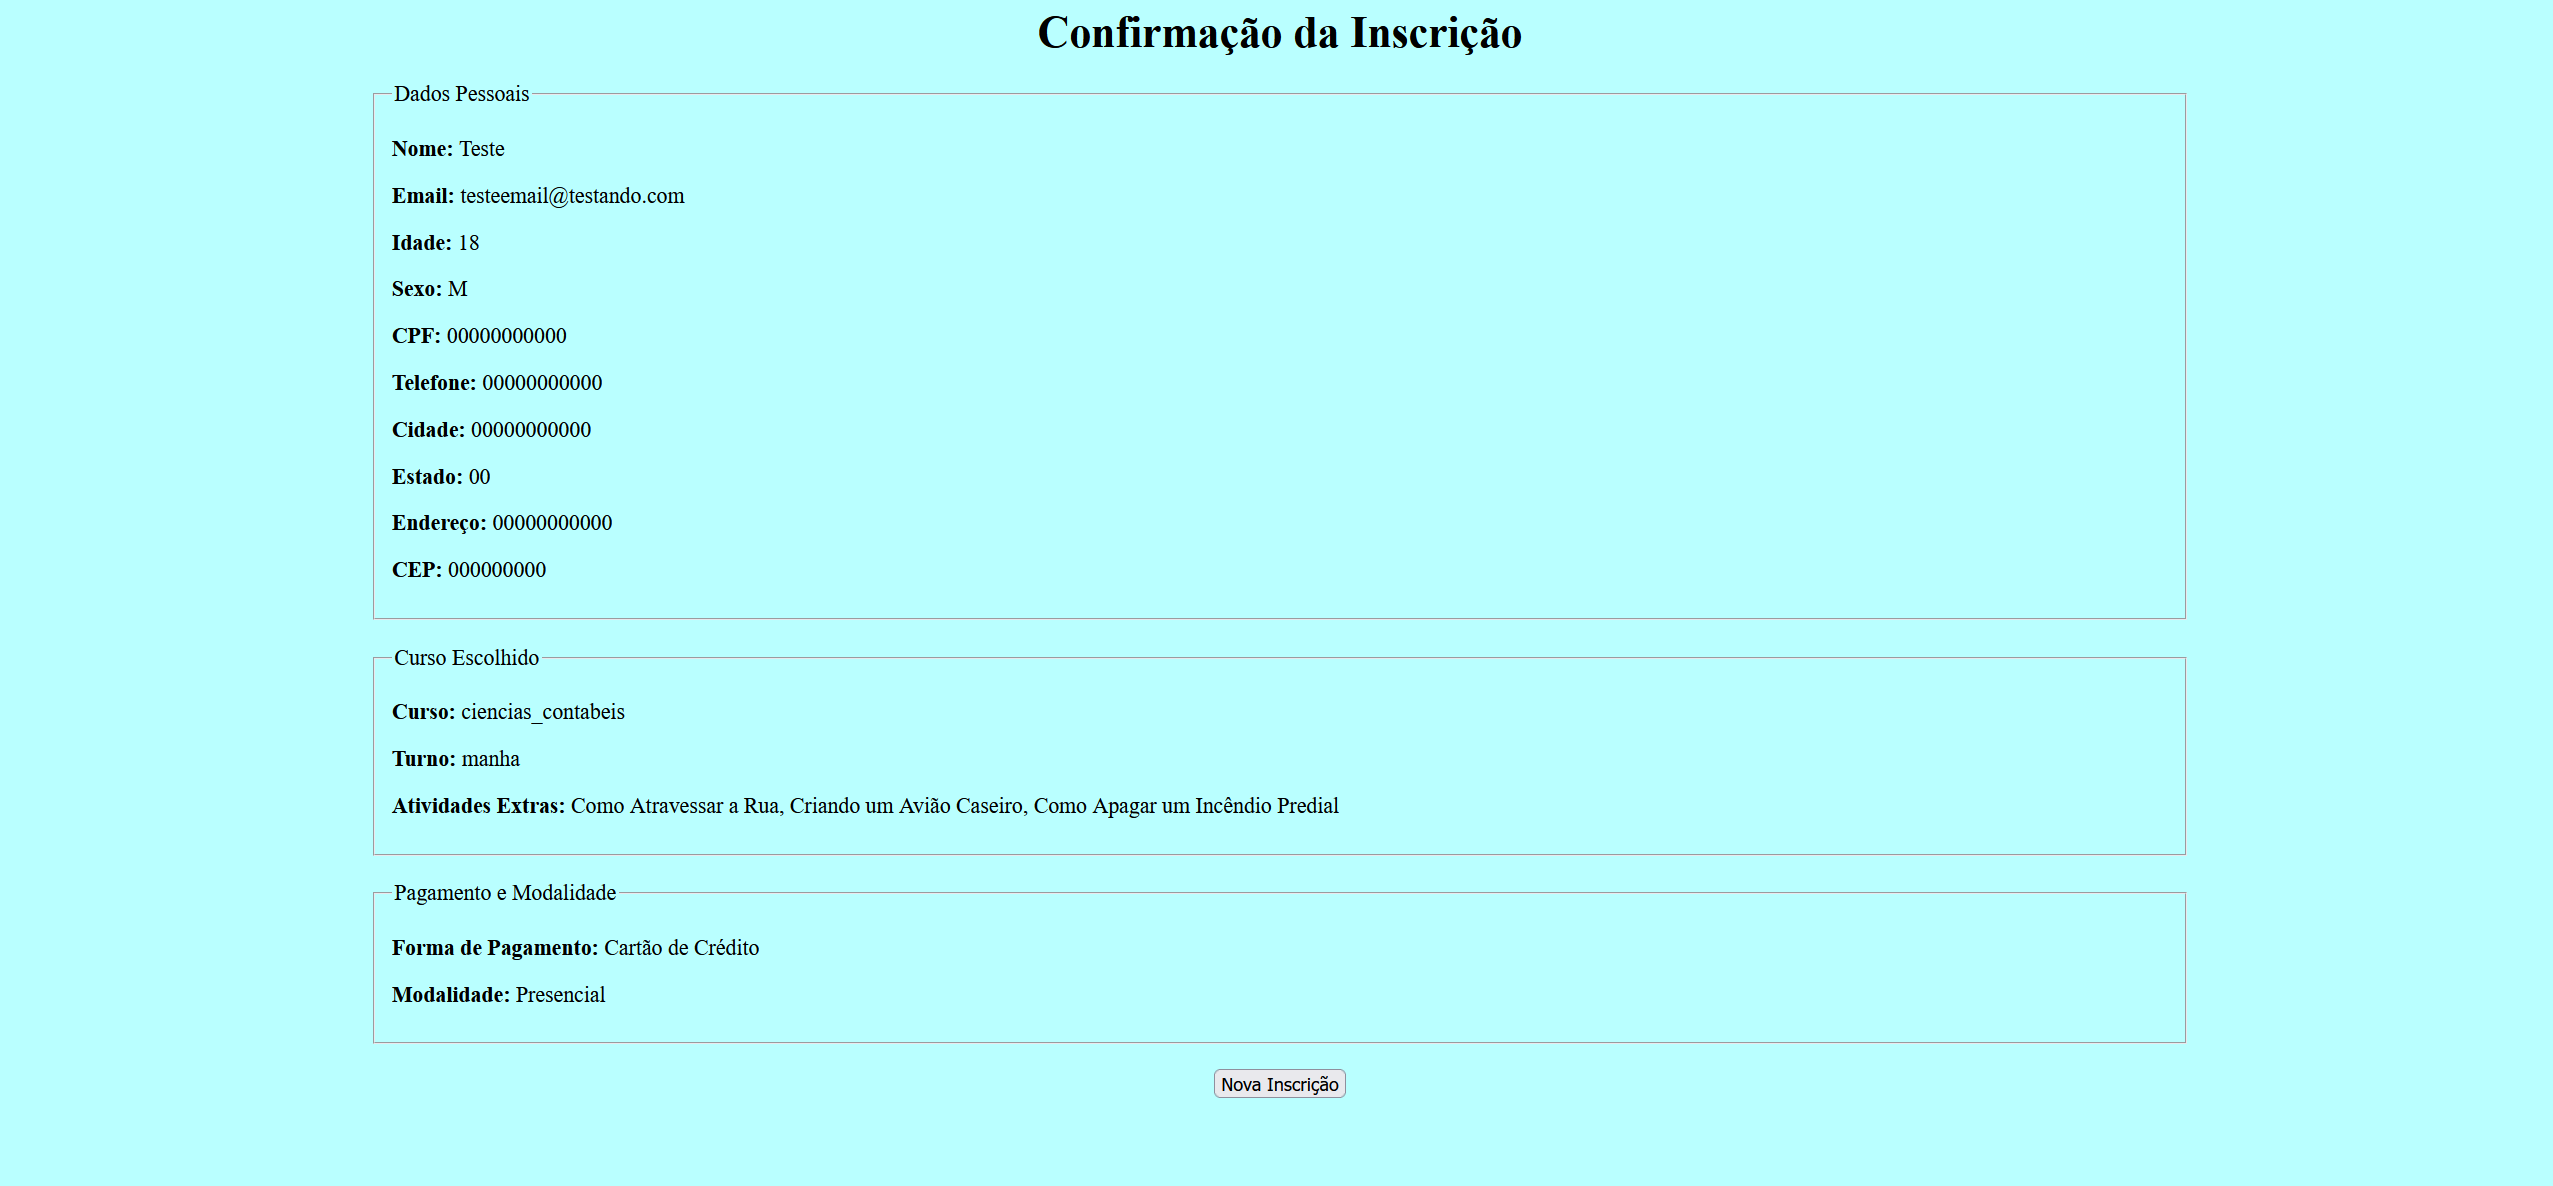 Confirmação da Inscrição
Dados Pessoais
Nome: Teste
Email: testeemail@testando.com
Idade: 18
Sexo: M
CPF: 00000000000
Telefone: 00000000000
Cidade: 00000000000
Estado: 00
Endereço: 00000000000
CEP: 000000000
Curso Escolhido
Curso: ciencias_contabeis
Turno: manha
Atividades Extras: Como Atravessar a Rua, Criando um Avião Caseiro, Como Apagar um Incêndio Predial
Pagamento e Modalidade
Forma de Pagamento: Cartão de Crédito
Modalidade: Presencial
Nova Inscrição